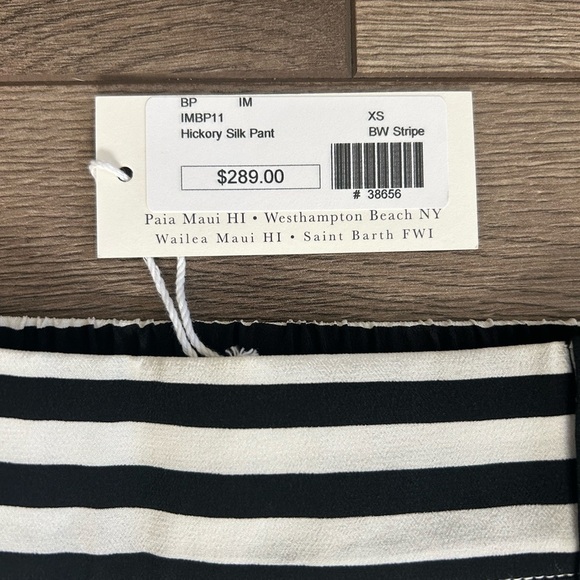 BP IM
IMBP11 XS
Hickory Silk Pant BW Stripe
$289.00
# 38656
Paia Maui HI • Westhampton Beach NY
Wailea Maui HI • Saint Barth FWI